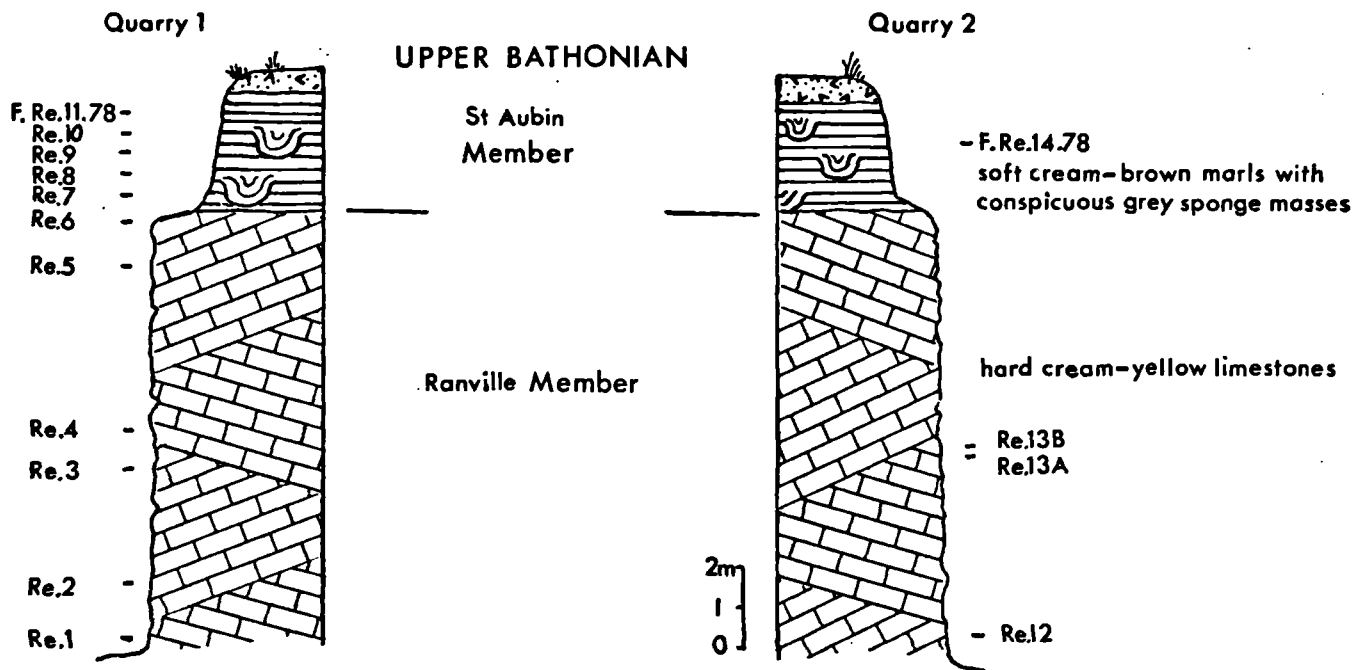 Quarry 1
Quarry 2
UPPER BATHONIAN
F. Re.11.78
Re.10
Re.9
Re.8
Re.7
Re.6
Re.5
Re.4
Re.3
Re.2
Re.1
St Aubin
Member
Ranville Member
F.Re.14.78
soft cream-brown marls with
conspicuous grey sponge masses
hard cream-yellow limestones
Re.13B
Re.13A
Re.12
2m
1
0